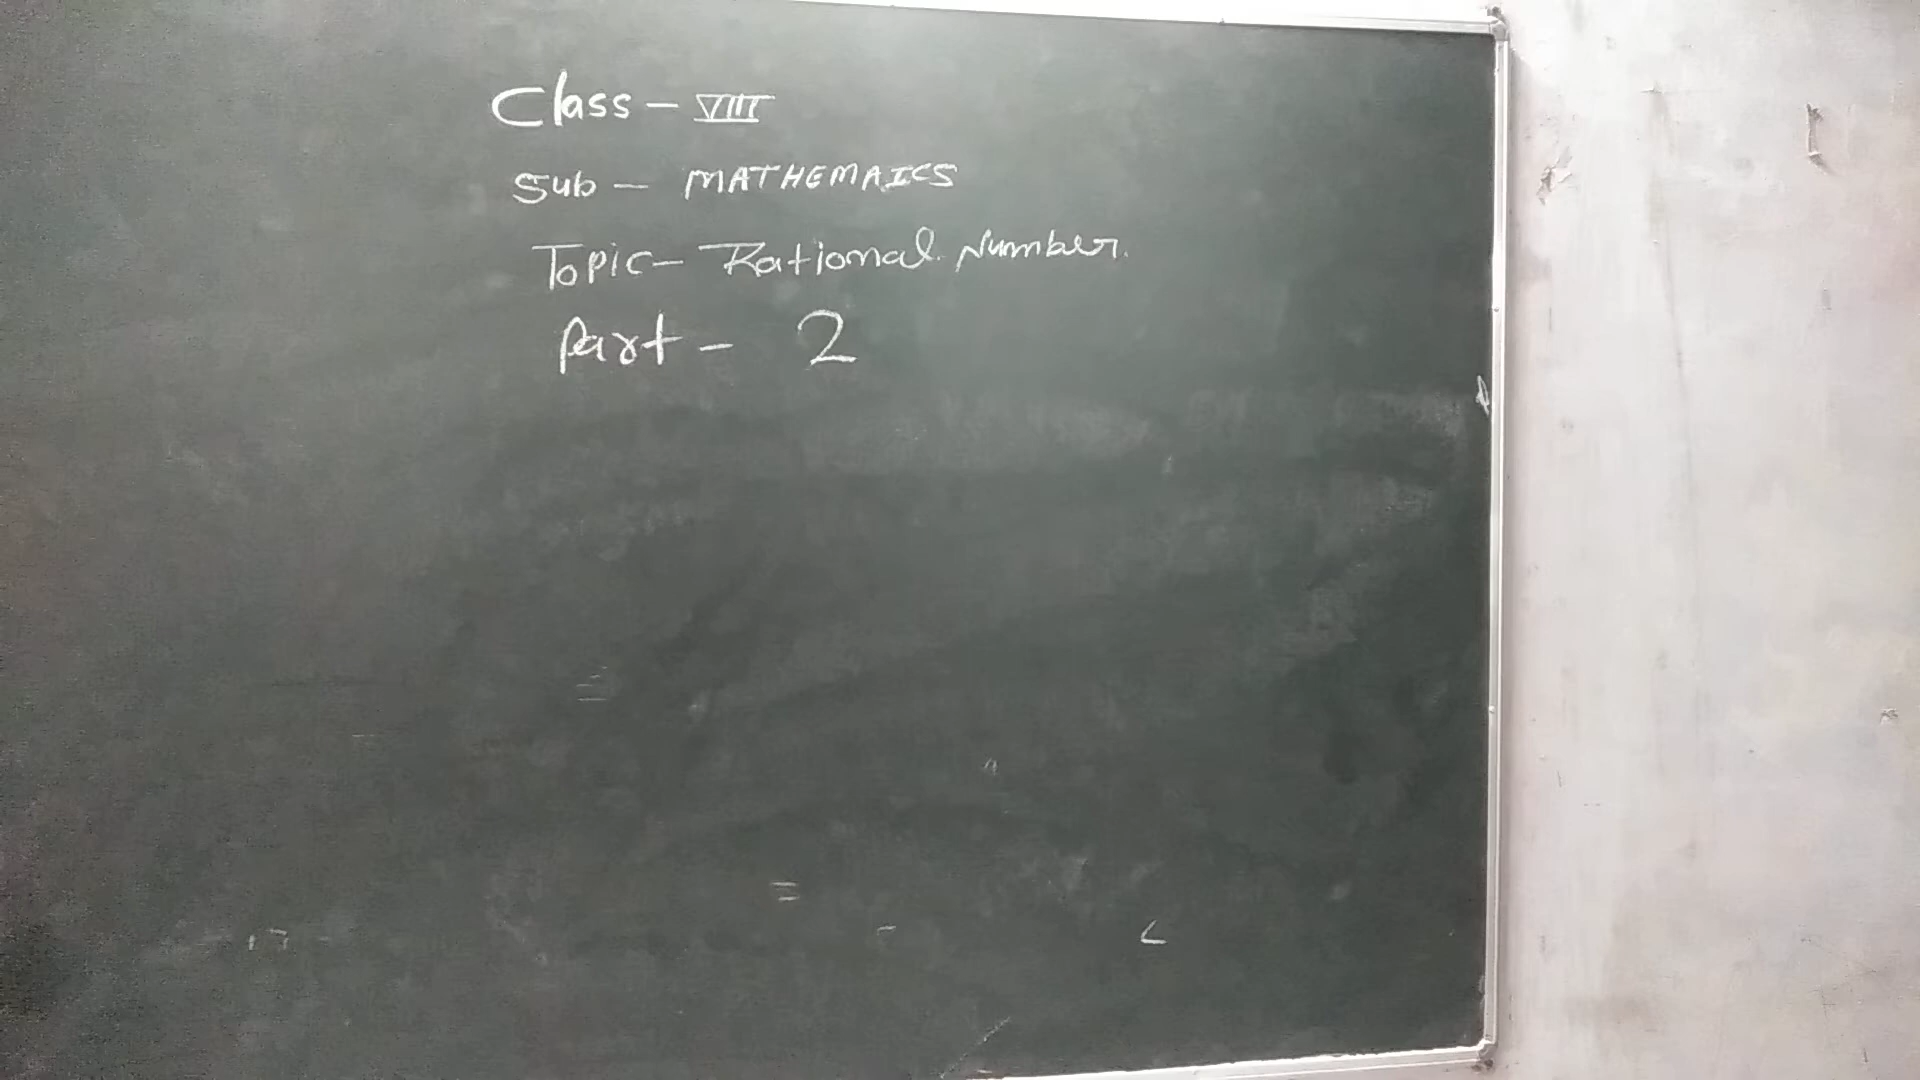 Class - VIII
Sub - MATHEMAICS
Topic - Rational Number.
Part - 2